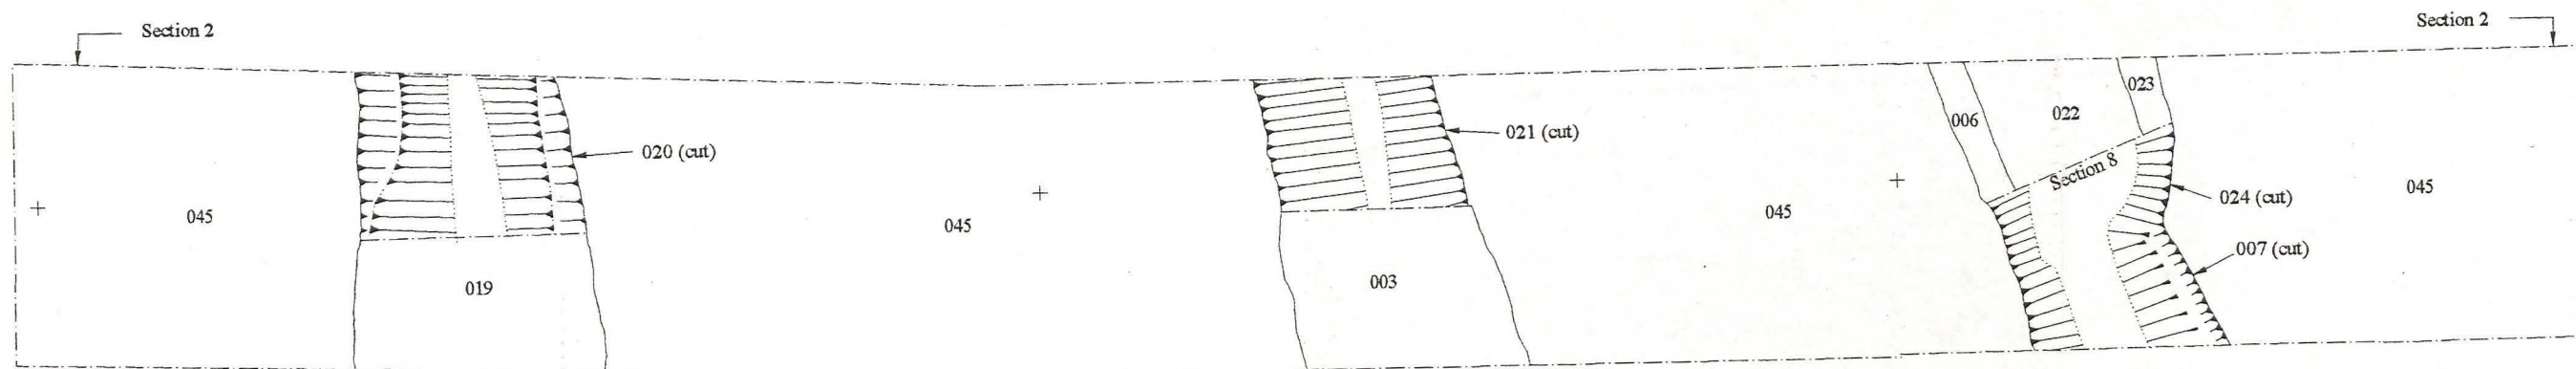 Section 2
Section 2
023
006
022
021 (cut)
020 (cut)
Section 8
024 (cut)
045
045
045
045
007 (cut)
019
003